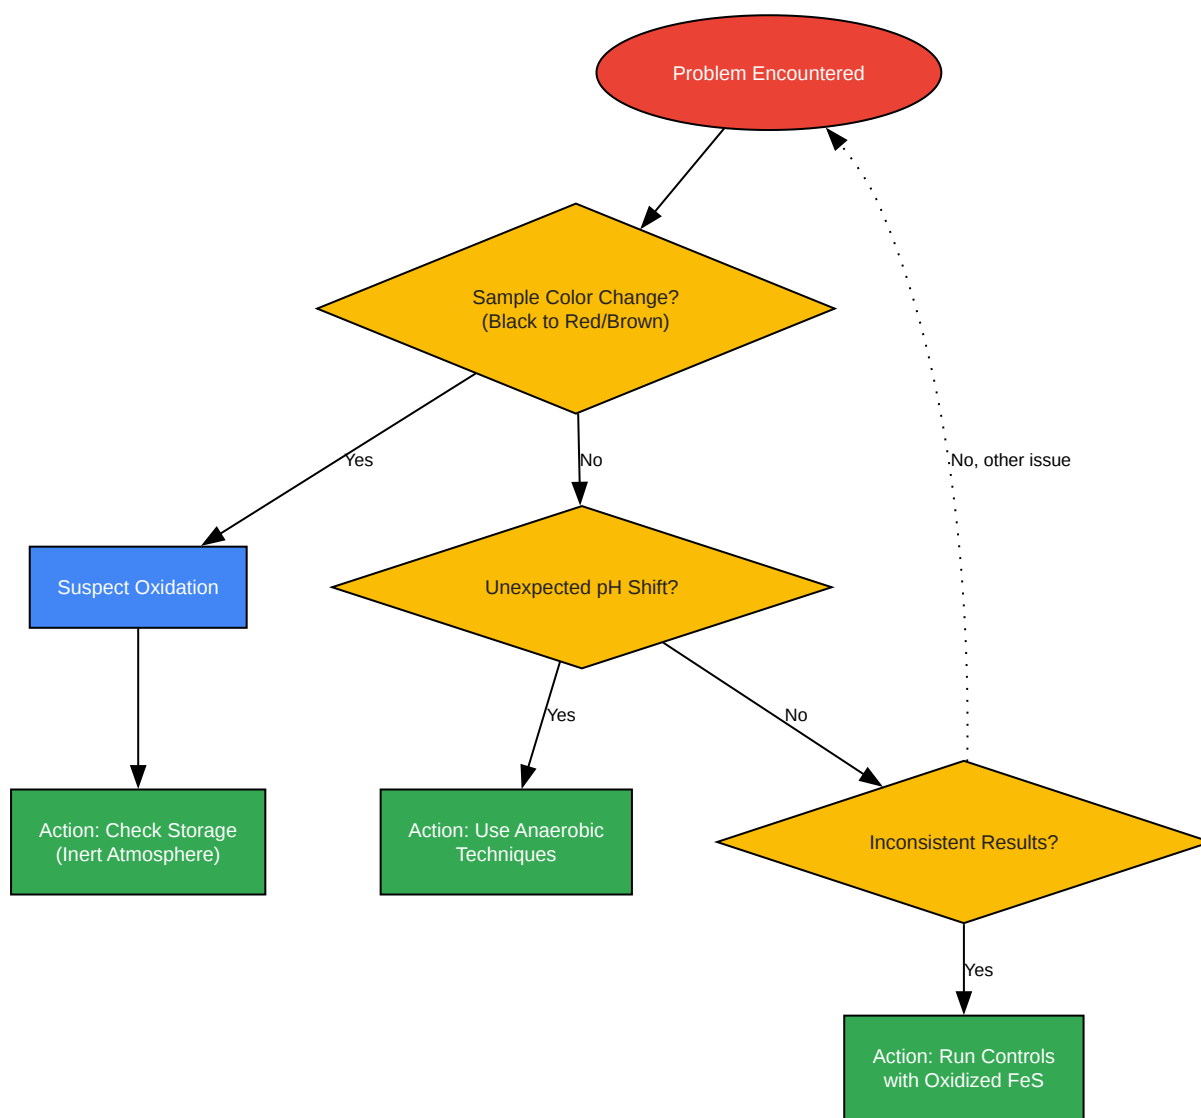 Problem Encountered
Sample Color Change?
(Black to Red/Brown)
Yes
No
No, other issue
Suspect Oxidation
Unexpected pH Shift?
Yes
No
Action: Check Storage
(Inert Atmosphere)
Action: Use Anaerobic
Techniques
Inconsistent Results?
Yes
Action: Run Controls
with Oxidized FeS